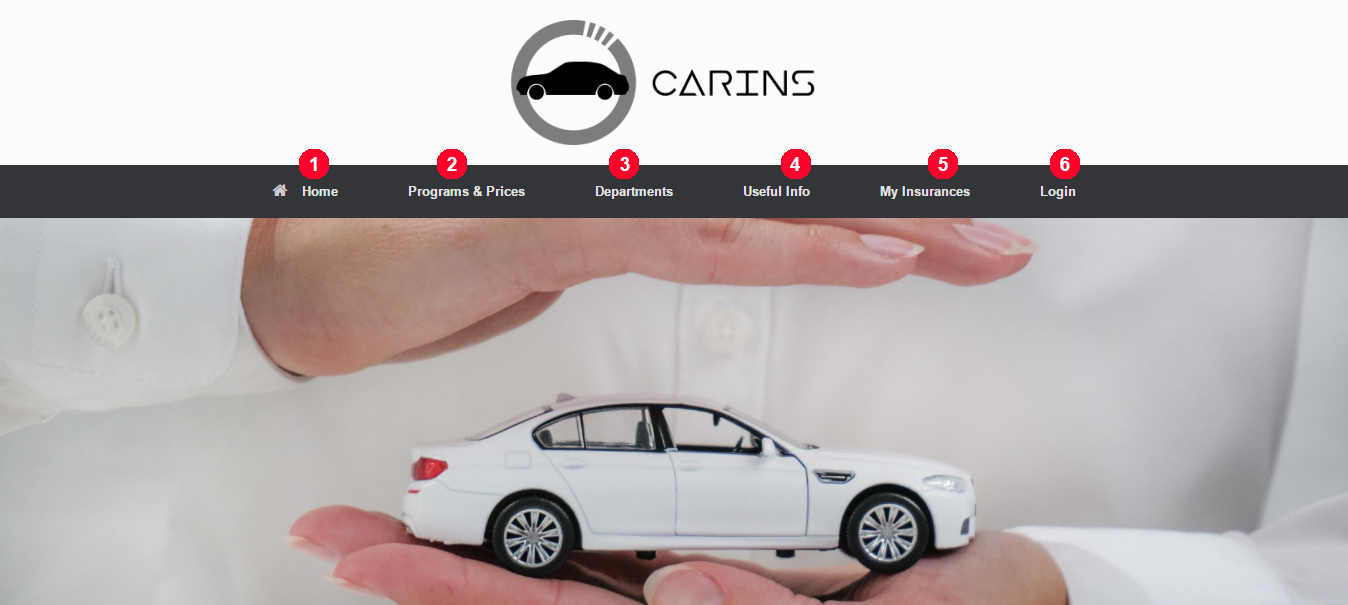 CARINS
1 2 3 4 5 6
Home Programs & Prices Departments Useful Info My Insurances Login